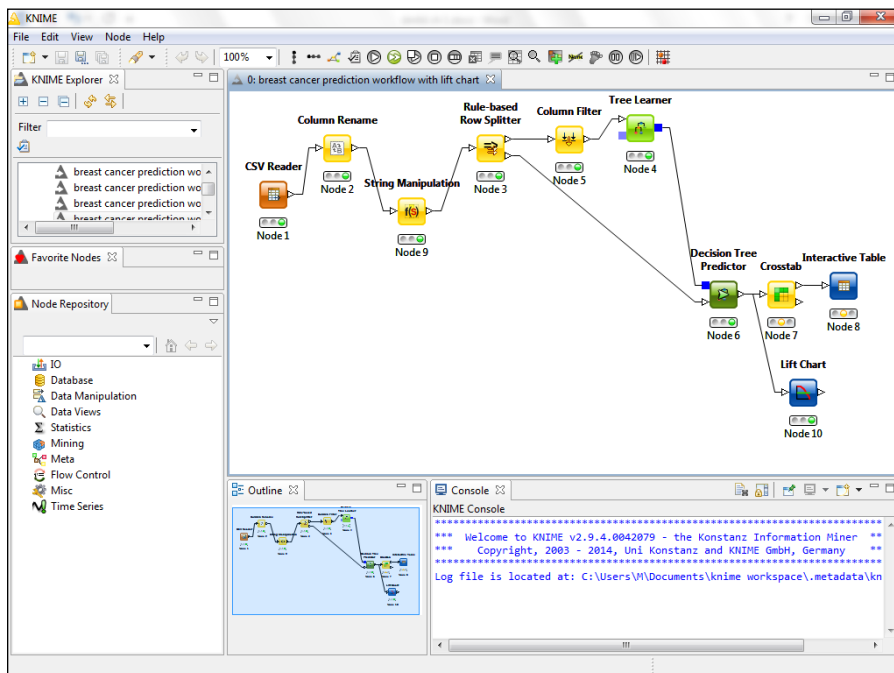 KNIME
File Edit View Node Help
100%
KNIME Explorer
Filter
breast cancer prediction wo
breast cancer prediction wo
breast cancer prediction wo
breast cancer prediction wo
Favorite Nodes
Node Repository
IO
Database
Data Manipulation
Data Views
Statistics
Mining
Meta
Flow Control
Misc
Time Series
0: breast cancer prediction workflow with lift chart
CSV Reader
Node 1
Column Rename
Node 2
String Manipulation
f(s)
Node 9
Rule-based
Row Splitter
Node 3
Column Filter
Node 5
Tree Learner
Node 4
Decision Tree
Predictor
Node 6
Crosstab
Node 7
Interactive Table
Node 8
Lift Chart
Node 10
Outline
Console
KNIME Console
*** Welcome to KNIME v2.9.4.0042079 - the Konstanz Information Miner **
*** Copyright, 2003 - 2014, Uni Konstanz and KNIME GmbH, Germany **
Log file is located at: C:\Users\M\Documents\knime workspace\.metadata\kn